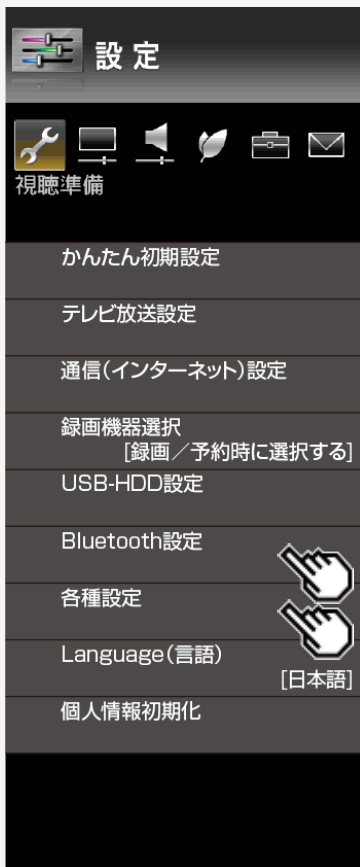 設定
視聴準備
かんたん初期設定
テレビ放送設定
通信(インターネット)設定
録画機器選択
[録画／予約時に選択する]
USB-HDD設定
Bluetooth設定
各種設定
Language(言語)
[日本語]
個人情報初期化